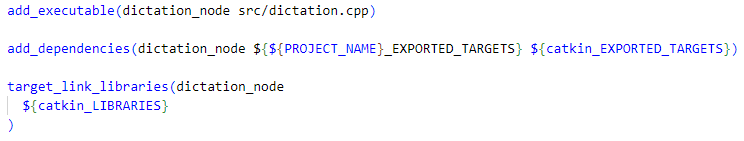 add_executable(dictation_node src/dictation.cpp)
add_dependencies(dictation_node ${${PROJECT_NAME}_EXPORTED_TARGETS} ${catkin_EXPORTED_TARGETS})
target_link_libraries(dictation_node
${catkin_LIBRARIES}
)